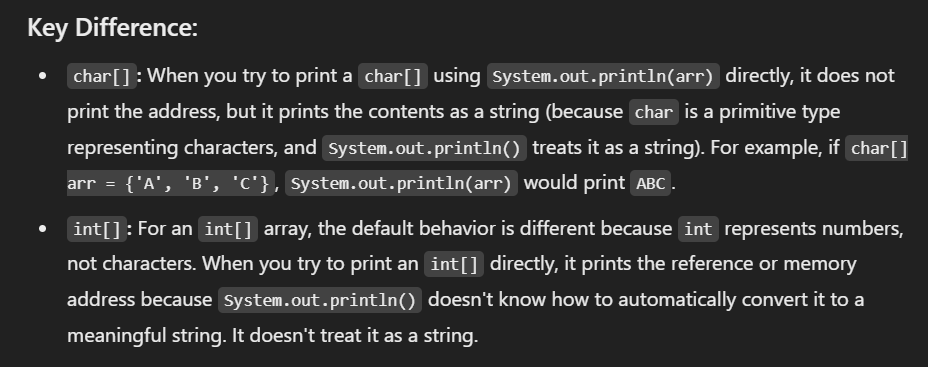 Key Difference:
• char[]: When you try to print a char[] using System.out.println(arr) directly, it does not
print the address, but it prints the contents as a string (because char is a primitive type
representing characters, and System.out.println() treats it as a string). For example, if char[]
arr = {'A', 'B', 'C'}, System.out.println(arr) would print ABC.
• int[]: For an int[] array, the default behavior is different because int represents numbers,
not characters. When you try to print an int[] directly, it prints the reference or memory
address because System.out.println() doesn't know how to automatically convert it to a
meaningful string. It doesn't treat it as a string.